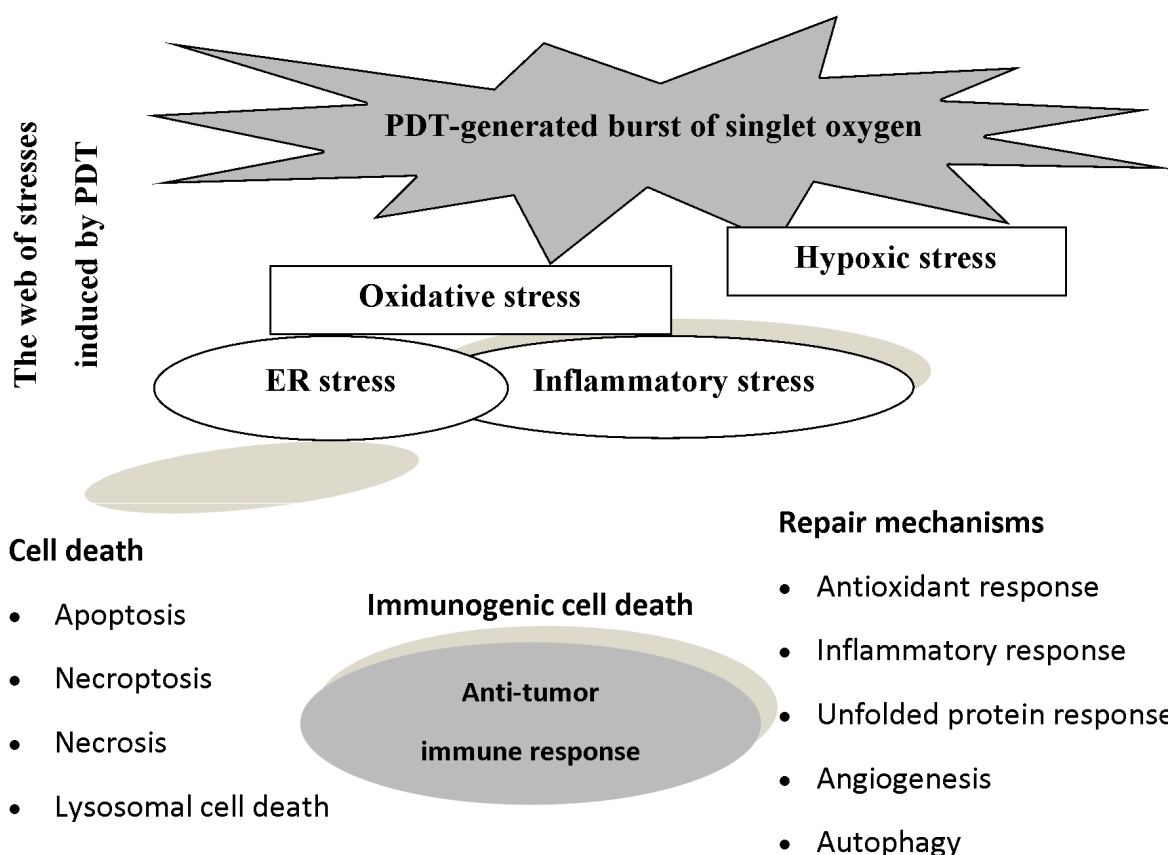 The web of stresses
induced by PDT
PDT-generated burst of singlet oxygen
Hypoxic stress
Oxidative stress
ER stress
Inflammatory stress
Cell death
• Apoptosis
• Necroptosis
• Necrosis
• Lysosomal cell death
Immunogenic cell death
Anti-tumor
immune response
Repair mechanisms
• Antioxidant response
• Inflammatory response
• Unfolded protein response
• Angiogenesis
• Autophagy